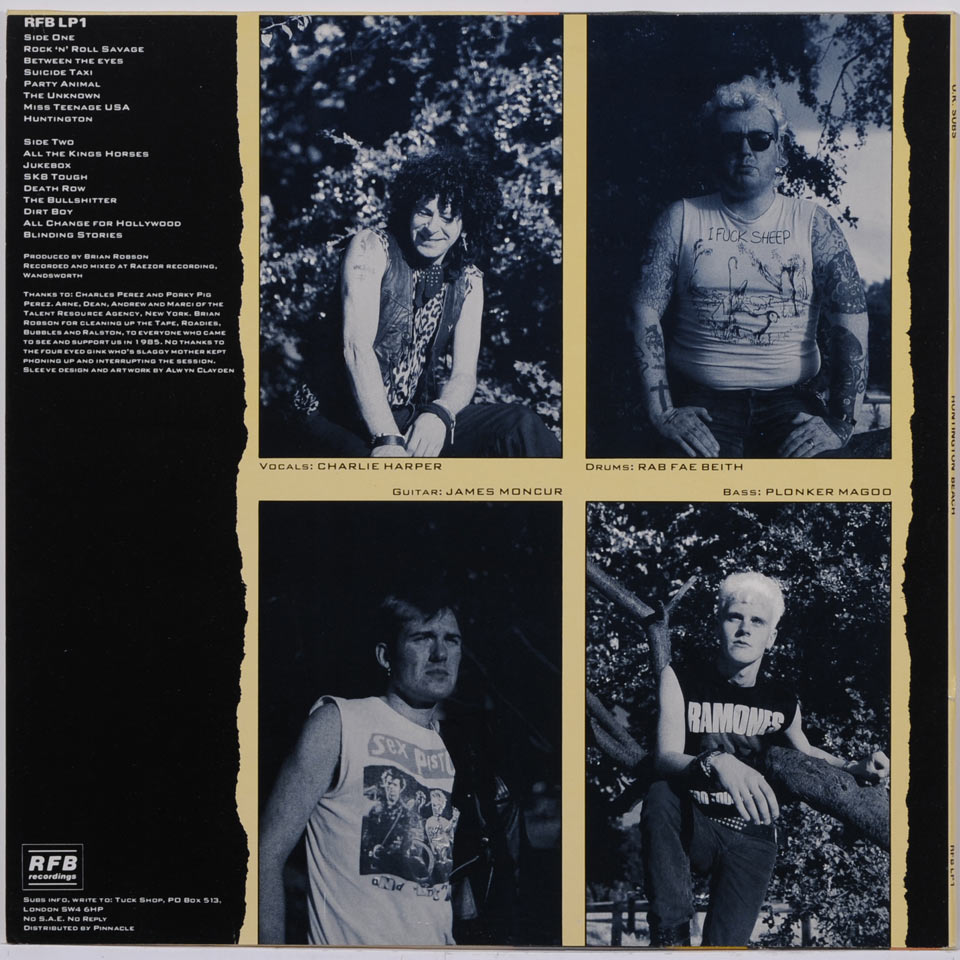 RFB LP1
SIDE ONE
ROCK 'N' ROLL SAVAGE
BETWEEN THE EYES
SUICIDE TAXI
PARTY ANIMAL
THE UNKNOWN
MISS TEENAGE USA
HUNTINGTON
SIDE TWO
ALL THE KINGS HORSES
JUKEBOX
SK8 TOUGH
DEATH ROW
THE BULLSHITTER
DIRT BOY
ALL CHANGE FOR HOLLYWOOD
BLINDING STORIES
PRODUCED BY BRIAN ROBSON
RECORDED AND MIXED AT RAEZOR RECORDING,
WANDSWORTH
THANKS TO: CHARLES PEREZ AND PORKY PIG
PEREZ. ARNE, DEAN, ANDREW AND MARCI OF THE
TALENT RESOURCE AGENCY, NEW YORK. BRIAN
ROBSON FOR CLEANING UP THE TAPE, ROADIES,
BUBBLES AND RALSTON, TO EVERYONE WHO CAME
TO SEE AND SUPPORT US IN 1985. NO THANKS TO
THE FOUR EYED GINK WHO'S SLAGGY MOTHER KEPT
PHONING UP AND INTERRUPTING THE SESSION.
SLEEVE DESIGN AND ARTWORK BY ALWYN CLAYDEN
I FUCK SHEEP
VOCALS: CHARLIE HARPER
DRUMS: RAB FAE BEITH
GUITAR: JAMES MONCUR
BASS: PLONKER MAGOO
SEX PIST
RAMONES
RFB
recordings
SUBS INFO, WRITE TO: TUCK SHOP, PO BOX 513,
LONDON SW4 6HP
NO S.A.E. NO REPLY
DISTRIBUTED BY PINNACLE
U.K. SUBS
HUNTINGTON BEACH
RFB LP1